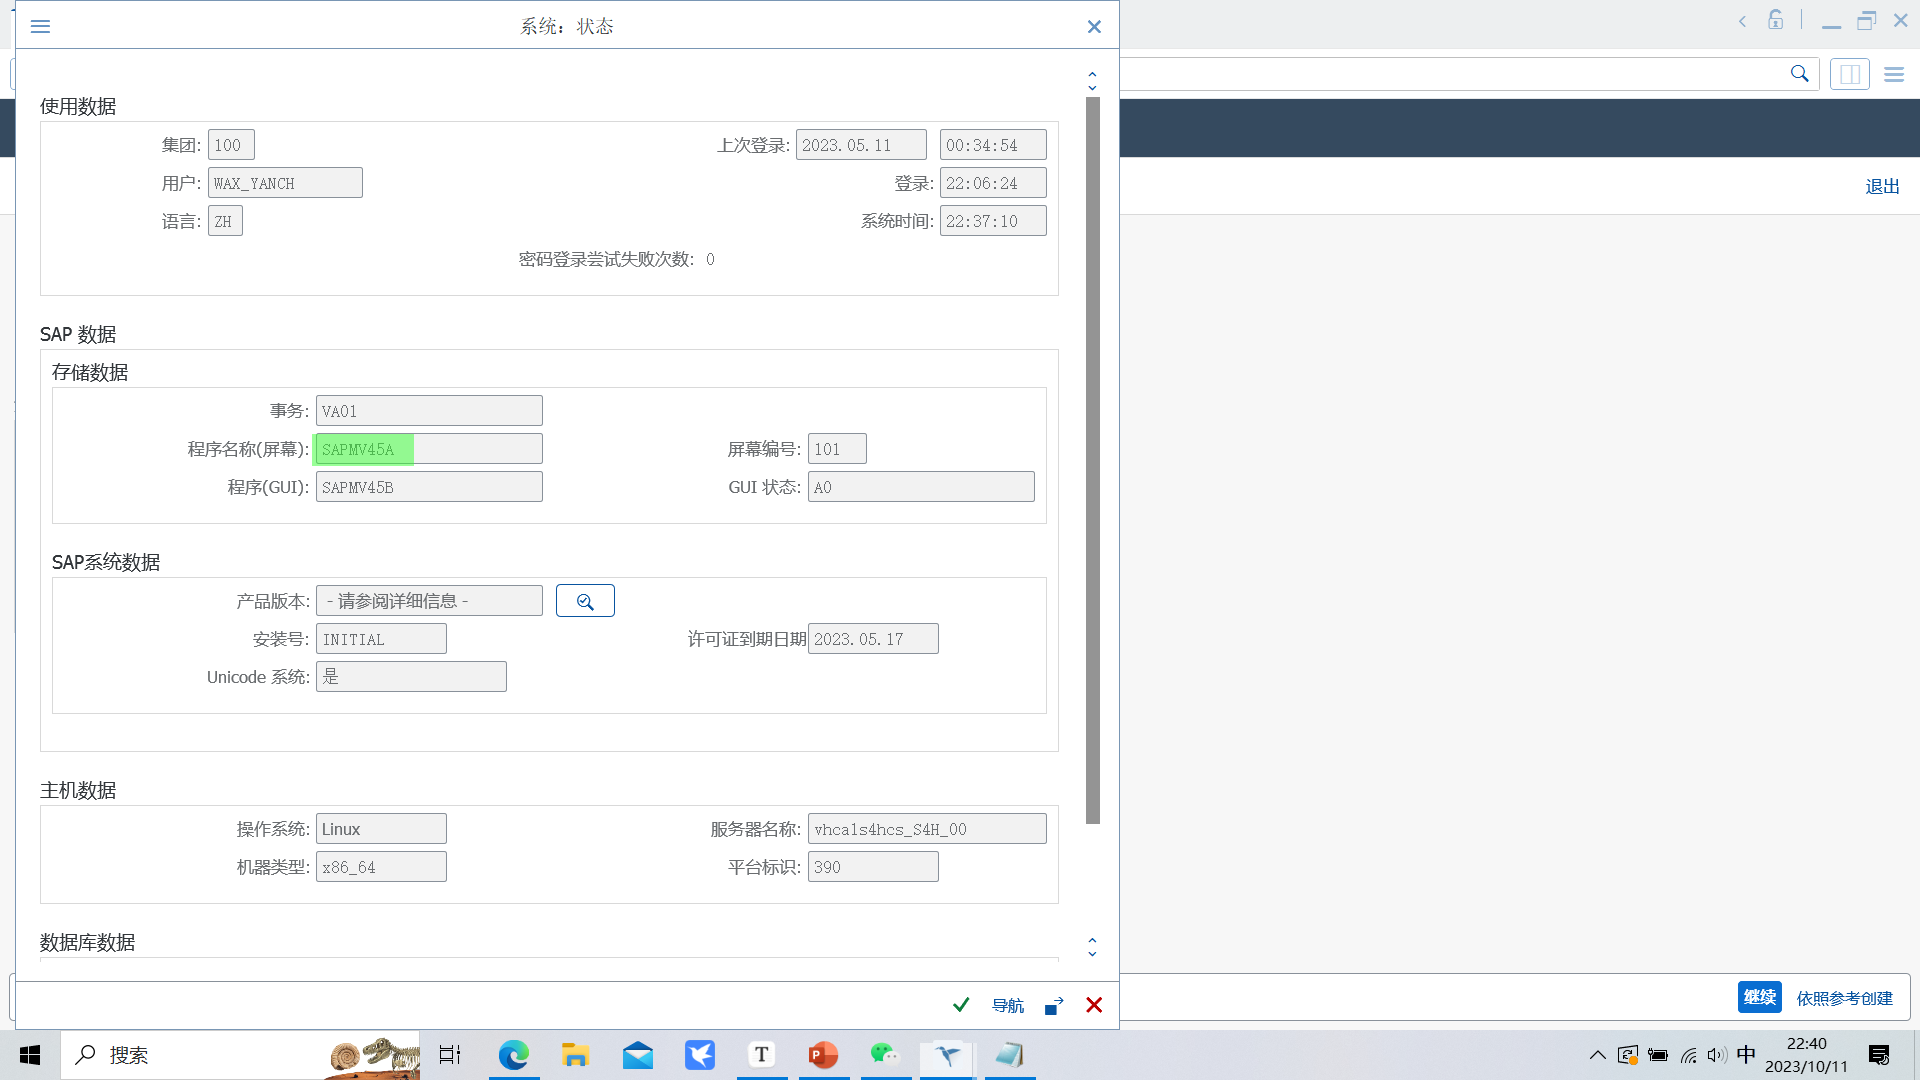 系统：状态
使用数据
集团: 100
上次登录: 2023.05.11 00:34:54
用户: WAX_YANCH
登录: 22:06:24
语言: ZH
系统时间: 22:37:10
密码登录尝试失败次数: 0
退出
SAP 数据
存储数据
事务: VA01
程序名称(屏幕): SAPMV45A
屏幕编号: 101
程序(GUI): SAPMV45B
GUI 状态: A0
SAP系统数据
产品版本: - 请参阅详细信息 -
安装号: INITIAL
许可证到期日期 2023.05.17
Unicode 系统: 是
主机数据
操作系统: Linux
服务器名称: vhcals4hcs_S4H_00
机器类型: x86_64
平台标识: 390
数据库数据
导航
继续 依照参考创建
搜索
T
P
中
22:40
2023/10/11